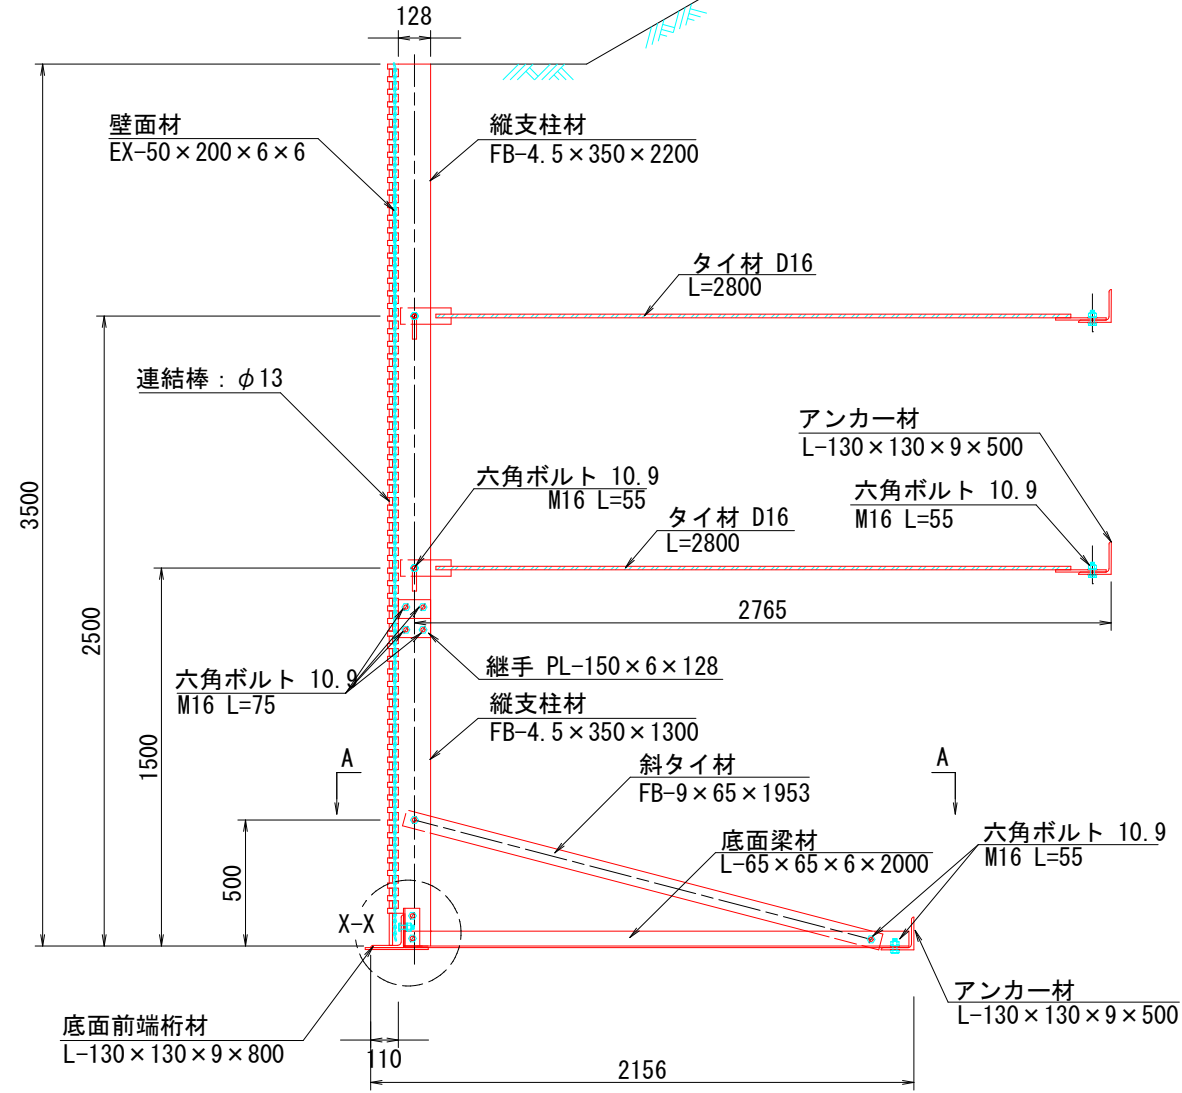 128
壁面材
EX-50×200×6×6
縦支柱材
FB-4.5×350×2200
タイ材 D16
L=2800
連結棒：φ13
アンカー材
L-130×130×9×500
六角ボルト 10.9
M16 L=55
六角ボルト 10.9
M16 L=55
タイ材 D16
L=2800
3500
2500
2765
継手 PL-150×6×128
六角ボルト 10.9
M16 L=75
縦支柱材
FB-4.5×350×1300
1500
A
A
斜タイ材
FB-9×65×1953
底面梁材
L-65×65×6×2000
六角ボルト 10.9
M16 L=55
500
X-X
アンカー材
L-130×130×9×500
底面前端桁材
L-130×130×9×800
110
2156